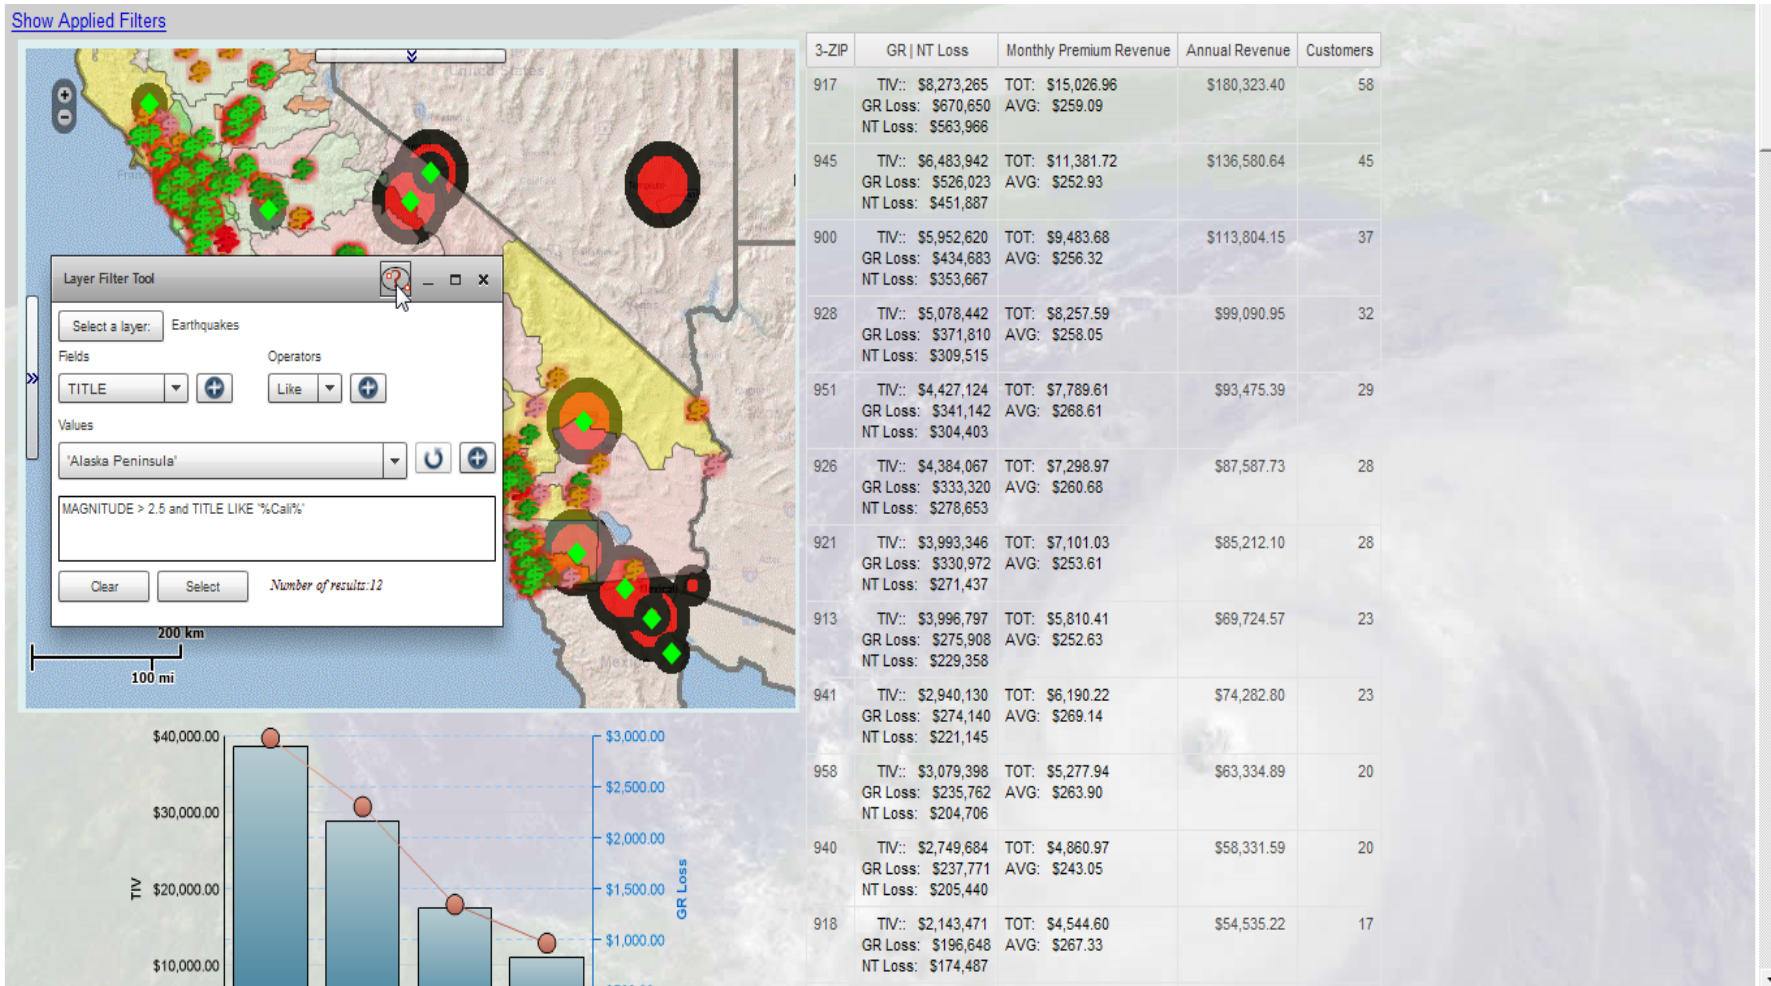 Show Applied Filters
United States
Mexico
Layer Filter Tool
Select a layer: Earthquakes
Fields
Operators
TITLE
Like
Values
'Alaska Peninsula'
MAGNITUDE > 2.5 and TITLE LIKE '%Cali%'
Clear
Select
Number of results:12
200 km
100 mi
$40,000.00
$30,000.00
$20,000.00
$10,000.00
TIV
$3,000.00
$2,500.00
$2,000.00
$1,500.00
$1,000.00
GR Loss
3-ZIP GR | NT Loss Monthly Premium Revenue Annual Revenue Customers
917 TIV:: $8,273,265 TOT: $15,026.96 $180,323.40 58
GR Loss: $670,650 AVG: $259.09
NT Loss: $563,966
945 TIV:: $6,483,942 TOT: $11,381.72 $136,580.64 45
GR Loss: $526,023 AVG: $252.93
NT Loss: $451,887
900 TIV:: $5,952,620 TOT: $9,483.68 $113,804.15 37
GR Loss: $434,683 AVG: $256.32
NT Loss: $353,667
928 TIV:: $5,078,442 TOT: $8,257.59 $99,090.95 32
GR Loss: $371,810 AVG: $258.05
NT Loss: $309,515
951 TIV:: $4,427,124 TOT: $7,789.61 $93,475.39 29
GR Loss: $341,142 AVG: $268.61
NT Loss: $304,403
926 TIV:: $4,384,067 TOT: $7,298.97 $87,587.73 28
GR Loss: $333,320 AVG: $260.68
NT Loss: $278,653
921 TIV:: $3,993,346 TOT: $7,101.03 $85,212.10 28
GR Loss: $330,972 AVG: $253.61
NT Loss: $271,437
913 TIV:: $3,996,797 TOT: $5,810.41 $69,724.57 23
GR Loss: $275,908 AVG: $252.63
NT Loss: $229,358
941 TIV:: $2,940,130 TOT: $6,190.22 $74,282.80 23
GR Loss: $274,140 AVG: $269.14
NT Loss: $221,145
958 TIV:: $3,079,398 TOT: $5,277.94 $63,334.89 20
GR Loss: $235,762 AVG: $263.90
NT Loss: $204,706
940 TIV:: $2,749,684 TOT: $4,860.97 $58,331.59 20
GR Loss: $237,771 AVG: $243.05
NT Loss: $205,440
918 TIV:: $2,143,471 TOT: $4,544.60 $54,535.22 17
GR Loss: $196,648 AVG: $267.33
NT Loss: $174,487